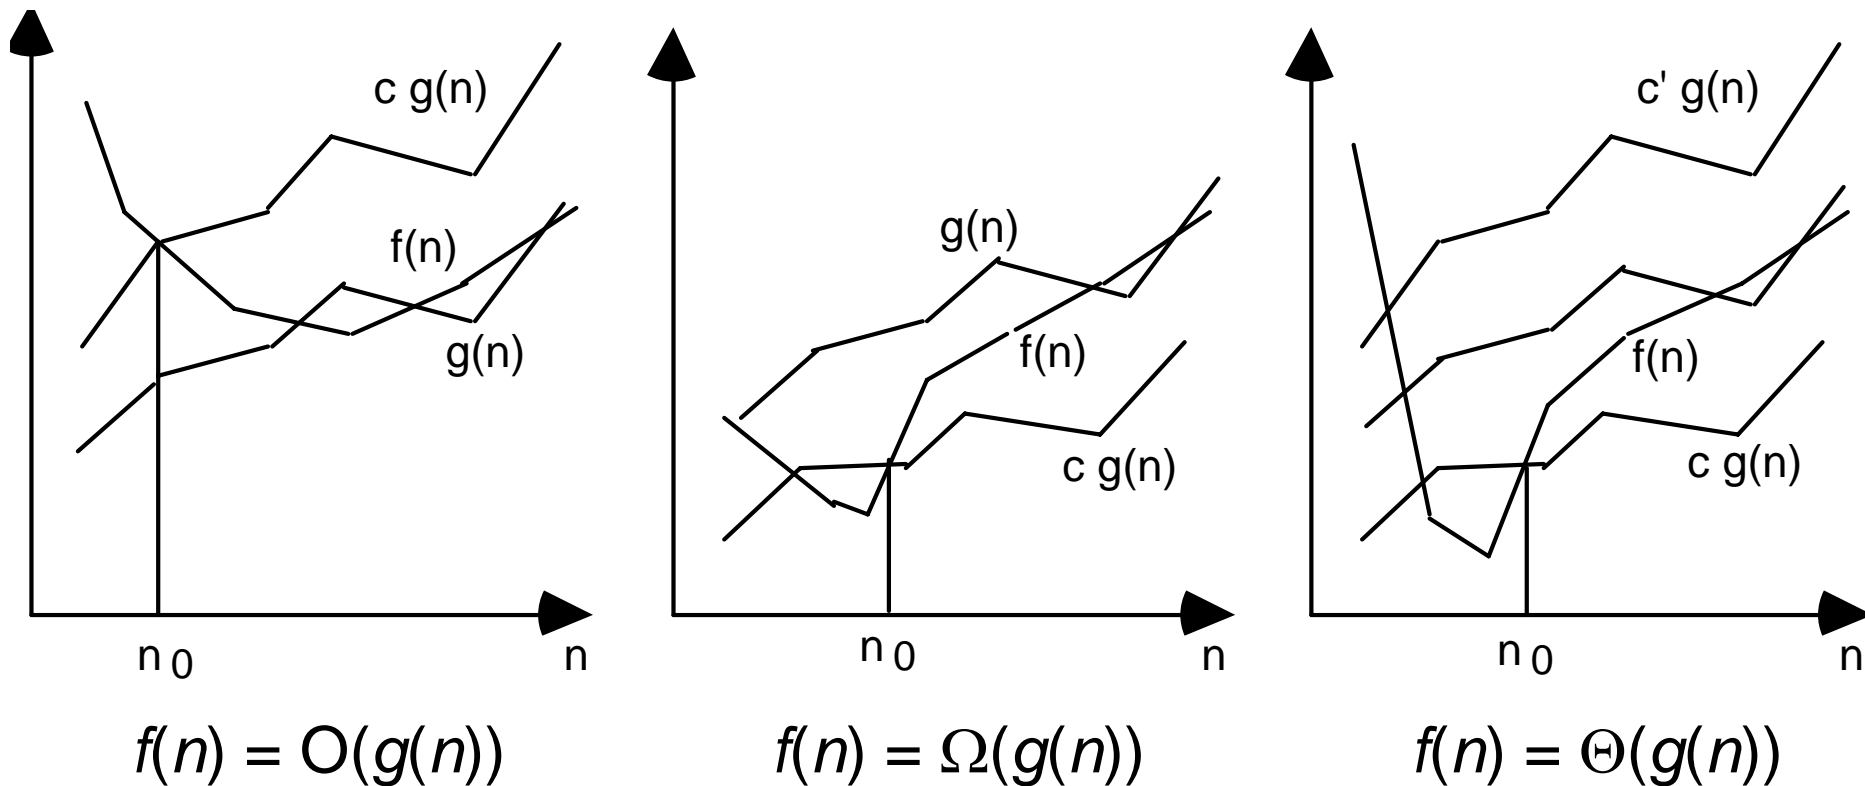 c g(n)
f(n)
g(n)
n 0
n
f(n) = O(g(n))
g(n)
f(n)
c g(n)
n 0
n
f(n) = Ω(g(n))
c' g(n)
f(n)
c g(n)
n 0
n
f(n) = Θ(g(n))